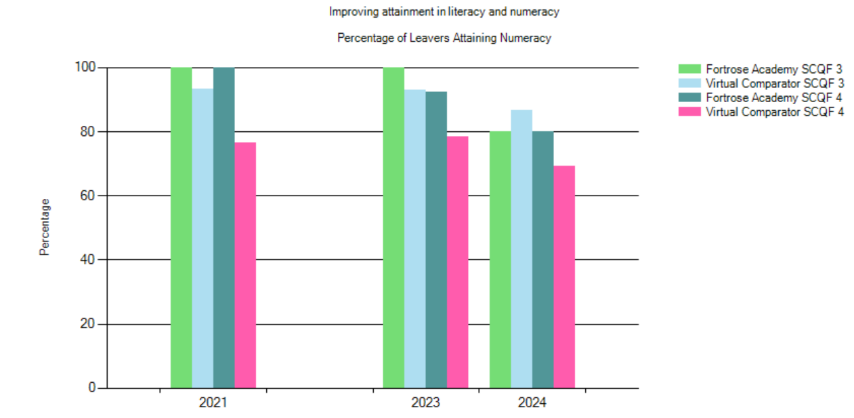 Improving attainment in literacy and numeracy
Percentage of Leavers Attaining Numeracy
100
80
60
40
20
0
Percentage
2021
2023
2024
Fortrose Academy SCQF 3
Virtual Comparator SCQF 3
Fortrose Academy SCQF 4
Virtual Comparator SCQF 4